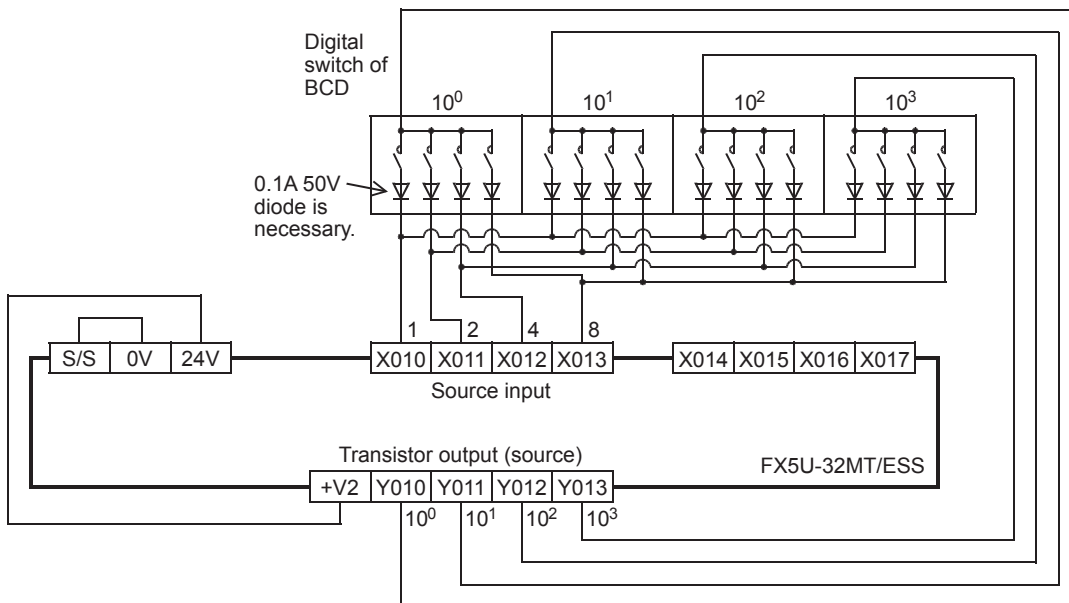 Digital
switch of
BCD
10⁰ 10¹ 10² 10³
0.1A 50V
diode is
necessary.
1 2 4 8
S/S 0V 24V X010 X011 X012 X013 X014 X015 X016 X017
Source input
Transistor output (source)
FX5U-32MT/ESS
+V2 Y010 Y011 Y012 Y013
10⁰ 10¹ 10² 10³